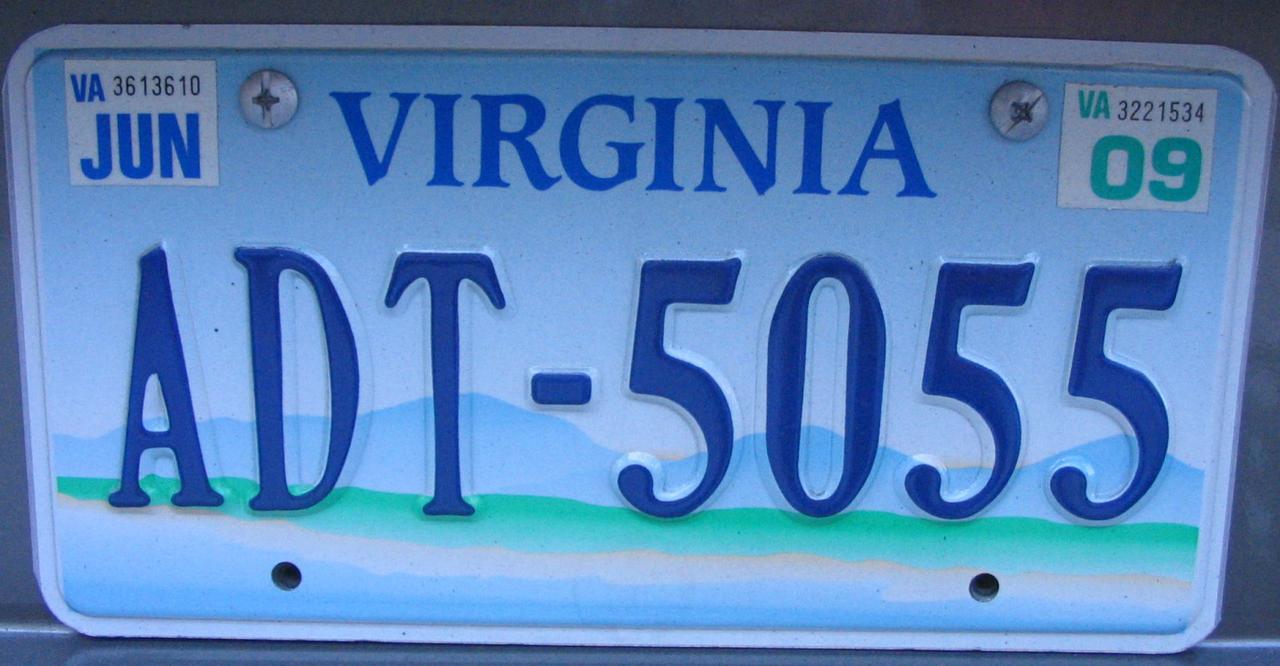 VA 3613610
JUN
VIRGINIA
VA 3221534
09
ADT-5055